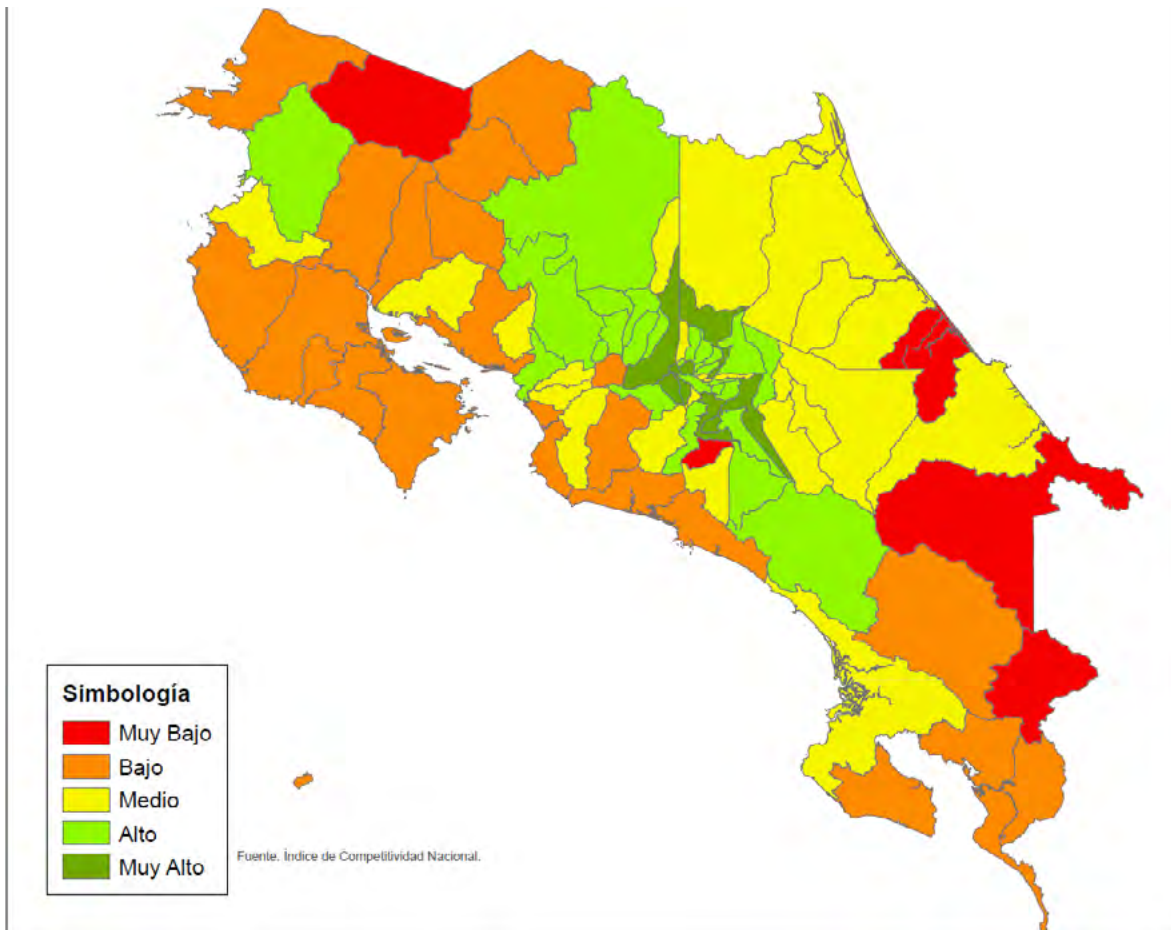 Simbología
Muy Bajo
Bajo
Medio
Alto
Muy Alto
Fuente. Índice de Competitividad Nacional.